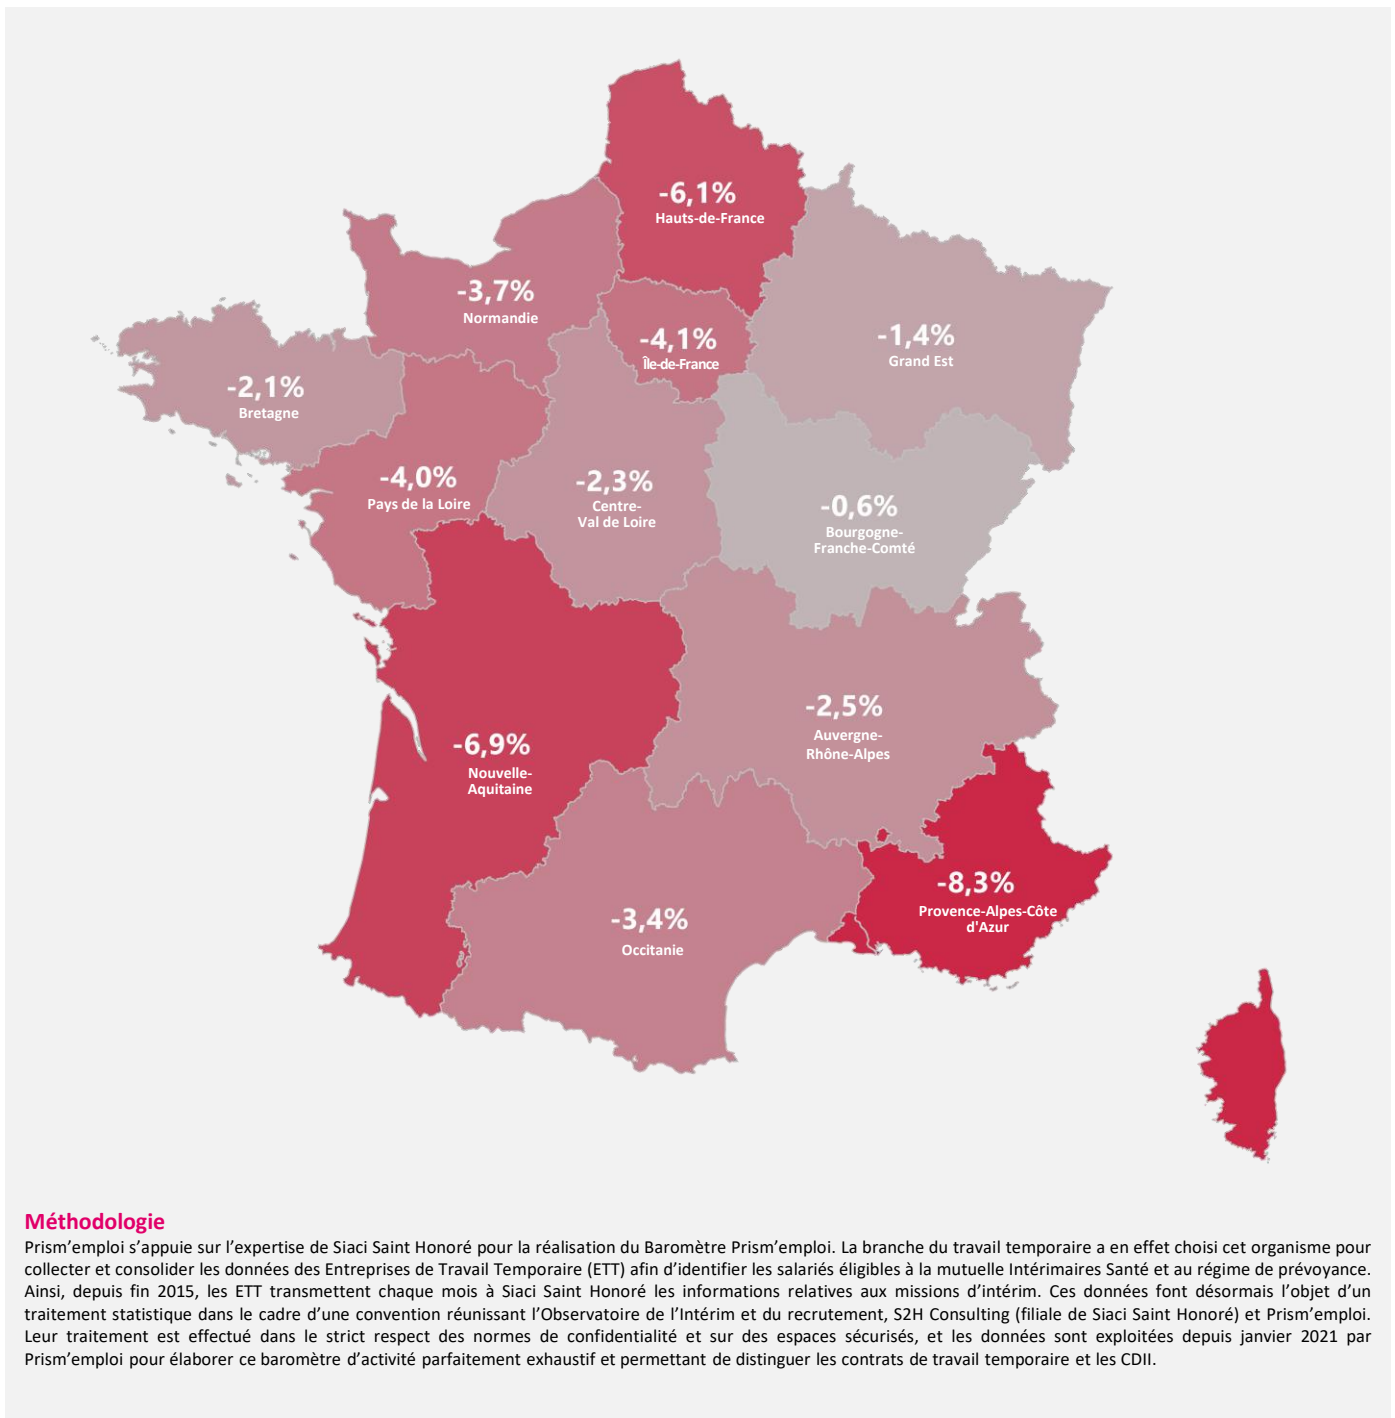 -6,1%
Hauts-de-France
-3,7%
Normandie
-4,1%
Île-de-France
-1,4%
Grand Est
-2,1%
Bretagne
-4,0%
Pays de la Loire
-2,3%
Centre-
Val de Loire
-0,6%
Bourgogne-
Franche-Comté
-2,5%
Auvergne-
Rhône-Alpes
-6,9%
Nouvelle-
Aquitaine
-8,3%
Provence-Alpes-Côte
d'Azur
-3,4%
Occitanie
Méthodologie
Prism’emploi s’appuie sur l’expertise de Siaci Saint Honoré pour la réalisation du Baromètre Prism’emploi. La branche du travail temporaire a en effet choisi cet organisme pour
collecter et consolider les données des Entreprises de Travail Temporaire (ETT) afin d’identifier les salariés éligibles à la mutuelle Intérimaires Santé et au régime de prévoyance.
Ainsi, depuis fin 2015, les ETT transmettent chaque mois à Siaci Saint Honoré les informations relatives aux missions d’intérim. Ces données font désormais l’objet d’un
traitement statistique dans le cadre d’une convention réunissant l’Observatoire de l’Intérim et du recrutement, S2H Consulting (filiale de Siaci Saint Honoré) et Prism’emploi.
Leur traitement est effectué dans le strict respect des normes de confidentialité et sur des espaces sécurisés, et les données sont exploitées depuis janvier 2021 par
Prism’emploi pour élaborer ce baromètre d’activité parfaitement exhaustif et permettant de distinguer les contrats de travail temporaire et les CDII.